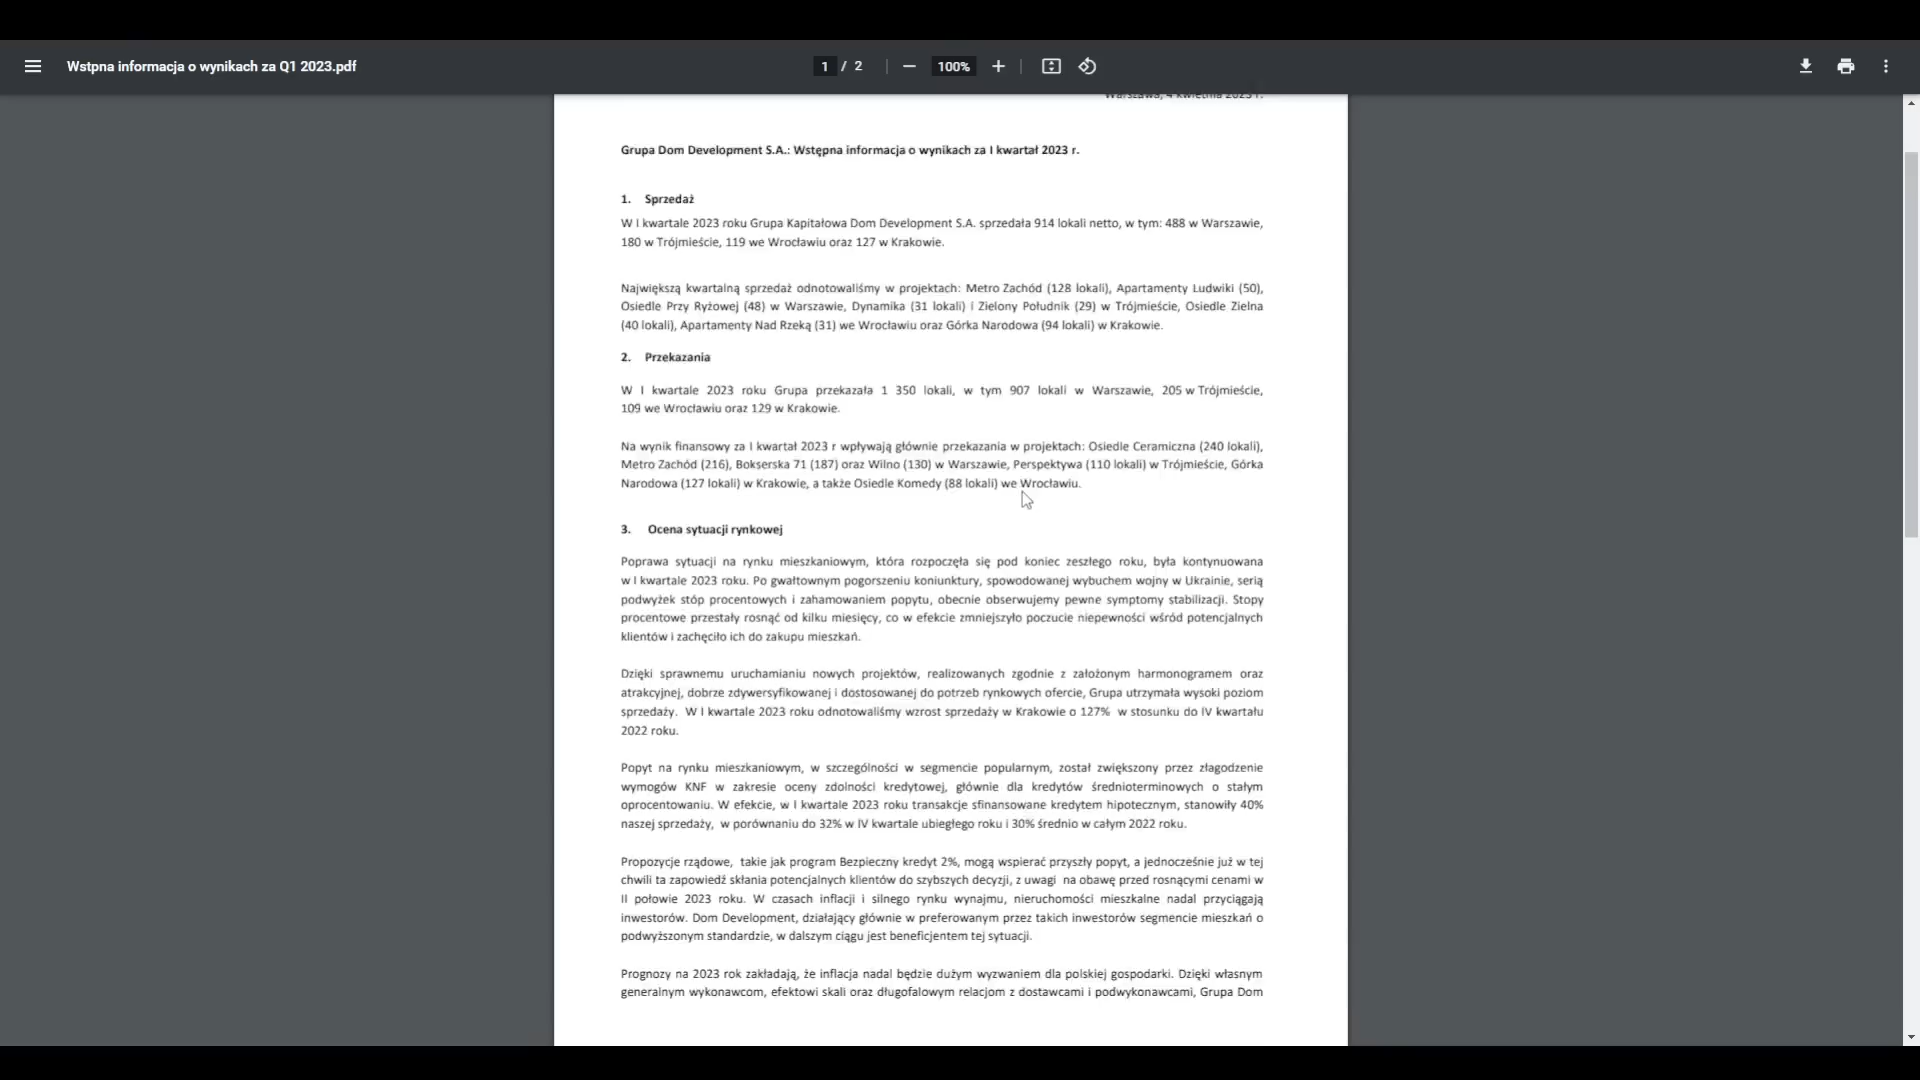 Wstpna informacja o wynikach za Q1 2023.pdf
1 / 2
100%
Warszawa, 4 kwietnia 2023 r.
Grupa Dom Development S.A.: Wstępna informacja o wynikach za I kwartał 2023 r.
1. Sprzedaż
W I kwartale 2023 roku Grupa Kapitałowa Dom Development S.A. sprzedała 914 lokali netto, w tym: 488 w Warszawie,
180 w Trójmieście, 119 we Wrocławiu oraz 127 w Krakowie.
Największą kwartalną sprzedaż odnotowaliśmy w projektach: Metro Zachód (128 lokali), Apartamenty Ludwiki (50),
Osiedle Przy Ryżowej (48) w Warszawie, Dynamika (31 lokali) i Zielony Południk (29) w Trójmieście, Osiedle Zielna
(40 lokali), Apartamenty Nad Rzeką (31) we Wrocławiu oraz Górka Narodowa (94 lokali) w Krakowie.
2. Przekazania
W I kwartale 2023 roku Grupa przekazała 1 350 lokali, w tym 907 lokali w Warszawie, 205 w Trójmieście,
109 we Wrocławiu oraz 129 w Krakowie.
Na wynik finansowy za I kwartał 2023 r wpływają głównie przekazania w projektach: Osiedle Ceramiczna (240 lokali),
Metro Zachód (216), Bokserska 71 (187) oraz Wilno (130) w Warszawie, Perspektywa (110 lokali) w Trójmieście, Górka
Narodowa (127 lokali) w Krakowie, a także Osiedle Komedy (88 lokali) we Wrocławiu.
3. Ocena sytuacji rynkowej
Poprawa sytuacji na rynku mieszkaniowym, która rozpoczęła się pod koniec zeszłego roku, była kontynuowana
w I kwartale 2023 roku. Po gwałtownym pogorszeniu koniunktury, spowodowanej wybuchem wojny w Ukrainie, serią
podwyżek stóp procentowych i zahamowaniem popytu, obecnie obserwujemy pewne symptomy stabilizacji. Stopy
procentowe przestały rosnąć od kilku miesięcy, co w efekcie zmniejszyło poczucie niepewności wśród potencjalnych
klientów i zachęciło ich do zakupu mieszkań.
Dzięki sprawnemu uruchamianiu nowych projektów, realizowanych zgodnie z założonym harmonogramem oraz
atrakcyjnej, dobrze zdywersyfikowanej i dostosowanej do potrzeb rynkowych ofercie, Grupa utrzymała wysoki poziom
sprzedaży. W I kwartale 2023 roku odnotowaliśmy wzrost sprzedaży w Krakowie o 127% w stosunku do IV kwartału
2022 roku.
Popyt na rynku mieszkaniowym, w szczególności w segmencie popularnym, został zwiększony przez złagodzenie
wymogów KNF w zakresie oceny zdolności kredytowej, głównie dla kredytów średnioterminowych o stałym
oprocentowaniu. W efekcie, w I kwartale 2023 roku transakcje sfinansowane kredytem hipotecznym, stanowiły 40%
naszej sprzedaży, w porównaniu do 32% w IV kwartale ubiegłego roku i 30% średnio w całym 2022 roku.
Propozycje rządowe, takie jak program Bezpieczny kredyt 2%, mogą wspierać przyszły popyt, a jednocześnie już w tej
chwili ta zapowiedź skłania potencjalnych klientów do szybszych decyzji, z uwagi na obawę przed rosnącymi cenami w
II połowie 2023 roku. W czasach inflacji i silnego rynku wynajmu, nieruchomości mieszkalne nadal przyciągają
inwestorów. Dom Development, działający głównie w preferowanym przez takich inwestorów segmencie mieszkań o
podwyższonym standardzie, w dalszym ciągu jest beneficjentem tej sytuacji.
Prognozy na 2023 rok zakładają, że inflacja nadal będzie dużym wyzwaniem dla polskiej gospodarki. Dzięki własnym
generalnym wykonawcom, efektowi skali oraz długofalowym relacjom z dostawcami i podwykonawcami, Grupa Dom